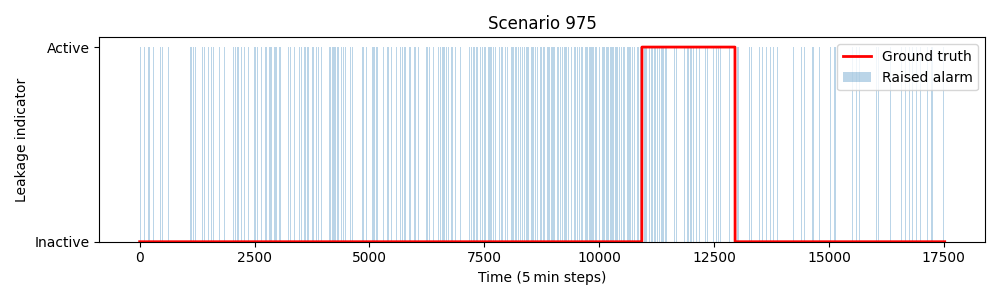 Scenario 975
Active
Inactive
Leakage indicator
Ground truth
Raised alarm
0 2500 5000 7500 10000 12500 15000 17500
Time (5 min steps)